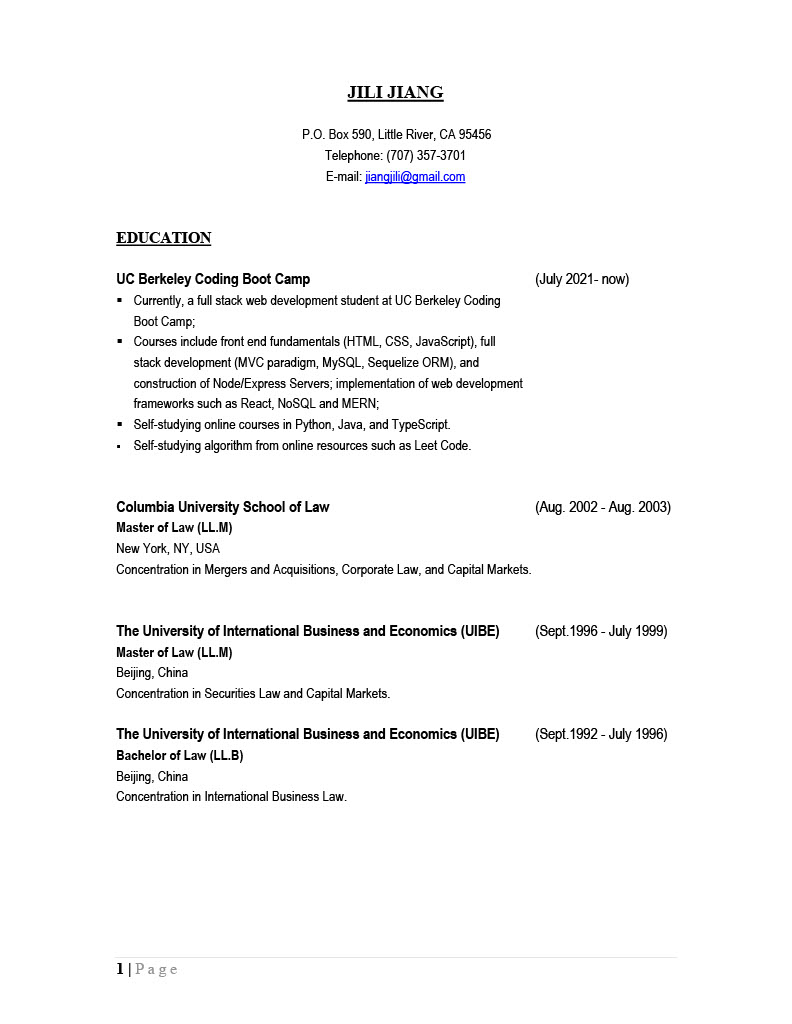 JILI JIANG
P.O. Box 590, Little River, CA 95456
Telephone: (707) 357-3701
E-mail: jiangjili@gmail.com
EDUCATION
UC Berkeley Coding Boot Camp (July 2021- now)
▪ Currently, a full stack web development student at UC Berkeley Coding
Boot Camp;
▪ Courses include front end fundamentals (HTML, CSS, JavaScript), full
stack development (MVC paradigm, MySQL, Sequelize ORM), and
construction of Node/Express Servers; implementation of web development
frameworks such as React, NoSQL and MERN;
▪ Self-studying online courses in Python, Java, and TypeScript.
▪ Self-studying algorithm from online resources such as Leet Code.
Columbia University School of Law (Aug. 2002 - Aug. 2003)
Master of Law (LL.M)
New York, NY, USA
Concentration in Mergers and Acquisitions, Corporate Law, and Capital Markets.
The University of International Business and Economics (UIBE) (Sept.1996 - July 1999)
Master of Law (LL.M)
Beijing, China
Concentration in Securities Law and Capital Markets.
The University of International Business and Economics (UIBE) (Sept.1992 - July 1996)
Bachelor of Law (LL.B)
Beijing, China
Concentration in International Business Law.
1 | Page